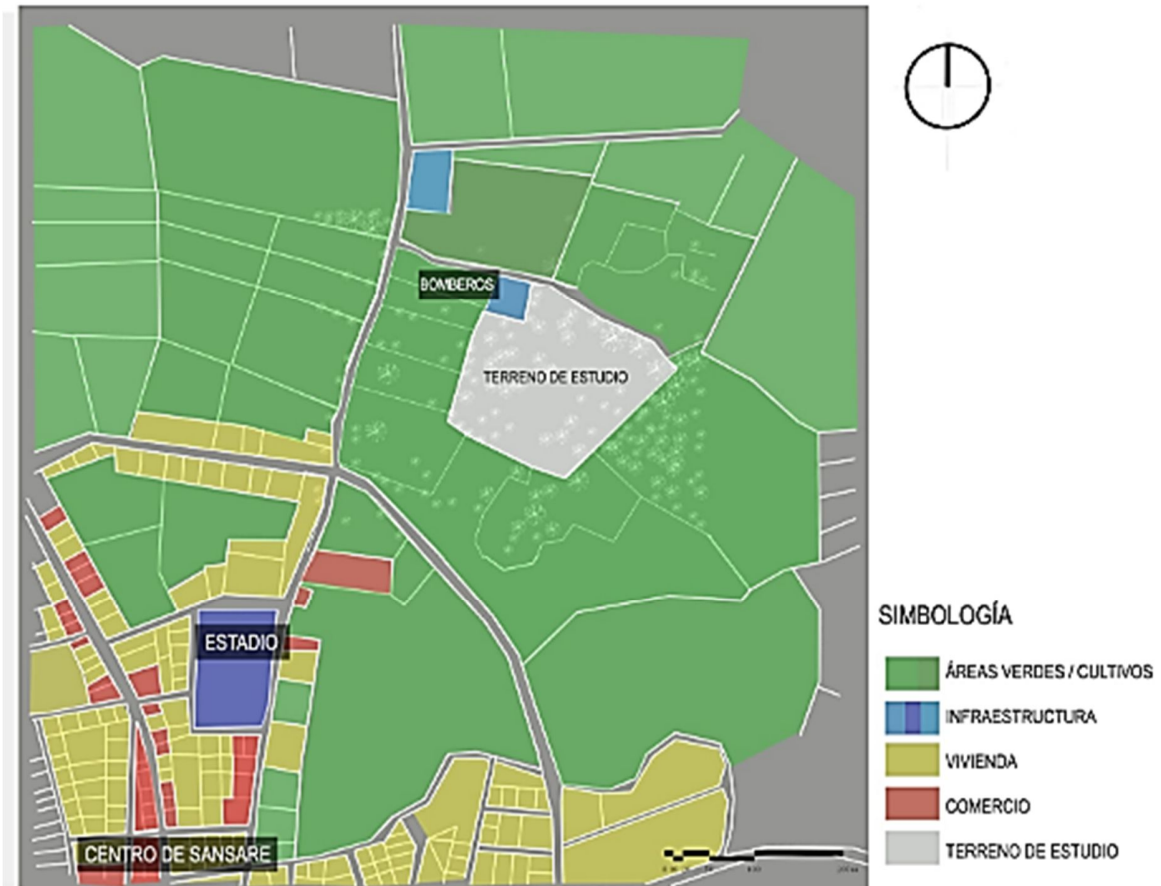 BOMBEROS
TERRENO DE ESTUDIO
ESTADIO
CENTRO DE SANSARE
SIMBOLOGÍA
ÁREAS VERDES / CULTIVOS
INFRAESTRUCTURA
VIVIENDA
COMERCIO
TERRENO DE ESTUDIO